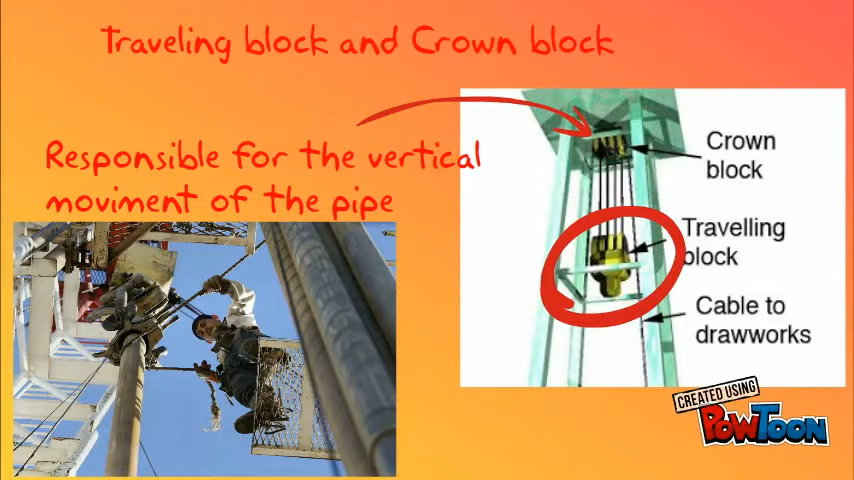 Traveling block and Crown block
Responsible for the vertical
moviment of the pipe
Crown
block
Travelling
block
Cable to
drawworks
CREATED USING
POWTOON